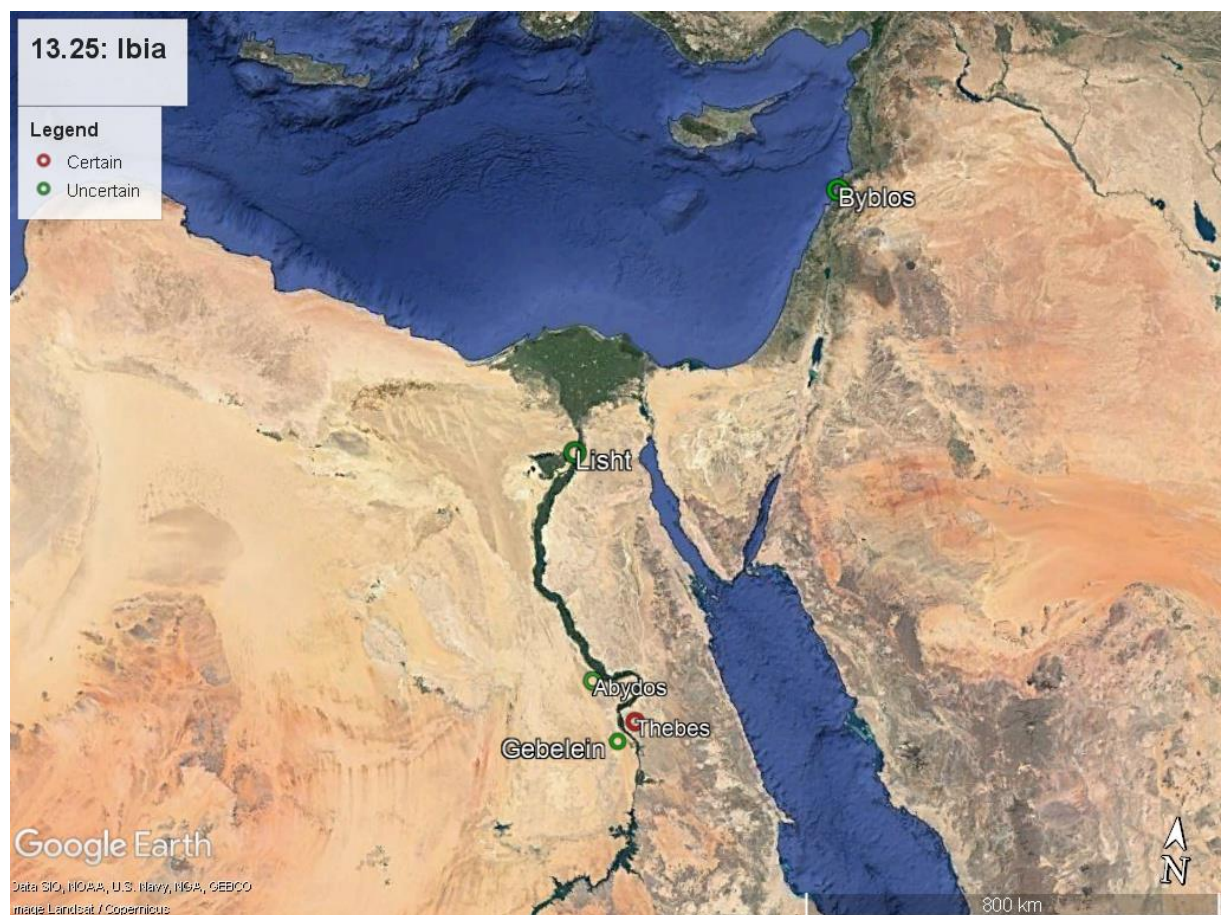 13.25: Ibia
Legend
Certain
Uncertain
Byblos
Lisht
Abydos
Thebes
Gebelein
Google Earth
Data SIO, NOAA, U.S. Navy, NGA, GEBCO
Image Landsat / Copernicus
N
800 km